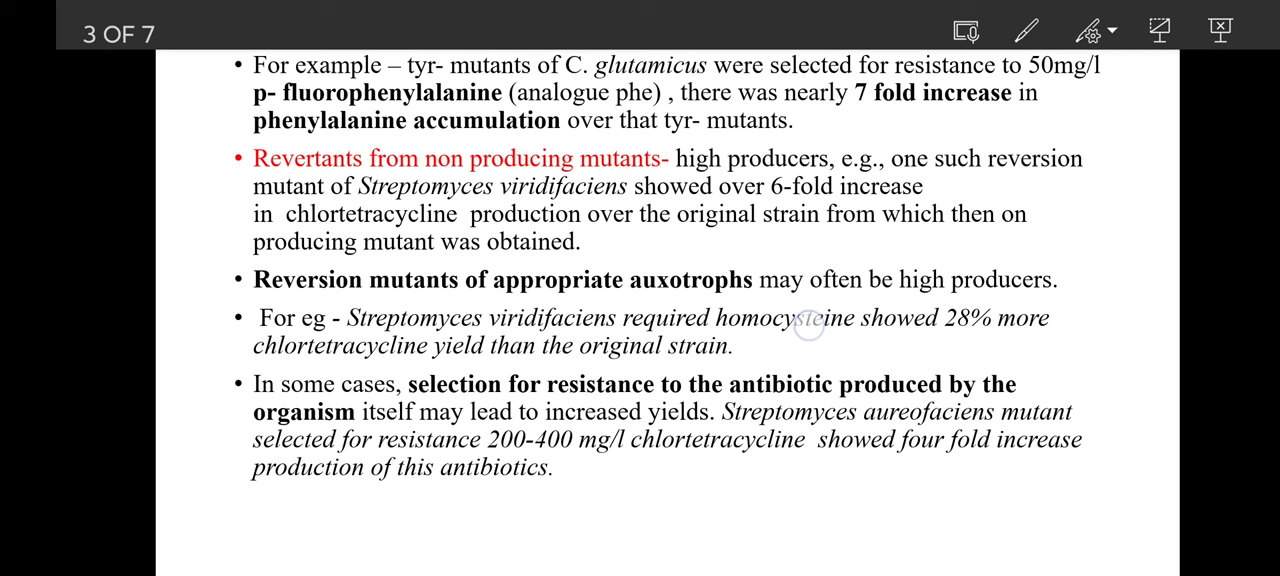 3 OF 7
• For example – tyr- mutants of C. glutamicus were selected for resistance to 50mg/l
p- fluorophenylalanine (analogue phe) , there was nearly 7 fold increase in
phenylalanine accumulation over that tyr- mutants.
• Revertants from non producing mutants- high producers, e.g., one such reversion
mutant of Streptomyces viridifaciens showed over 6-fold increase
in chlortetracycline production over the original strain from which then on
producing mutant was obtained.
• Reversion mutants of appropriate auxotrophs may often be high producers.
• For eg - Streptomyces viridifaciens required homocysteine showed 28% more
chlortetracycline yield than the original strain.
• In some cases, selection for resistance to the antibiotic produced by the
organism itself may lead to increased yields. Streptomyces aureofaciens mutant
selected for resistance 200-400 mg/l chlortetracycline showed four fold increase
production of this antibiotics.